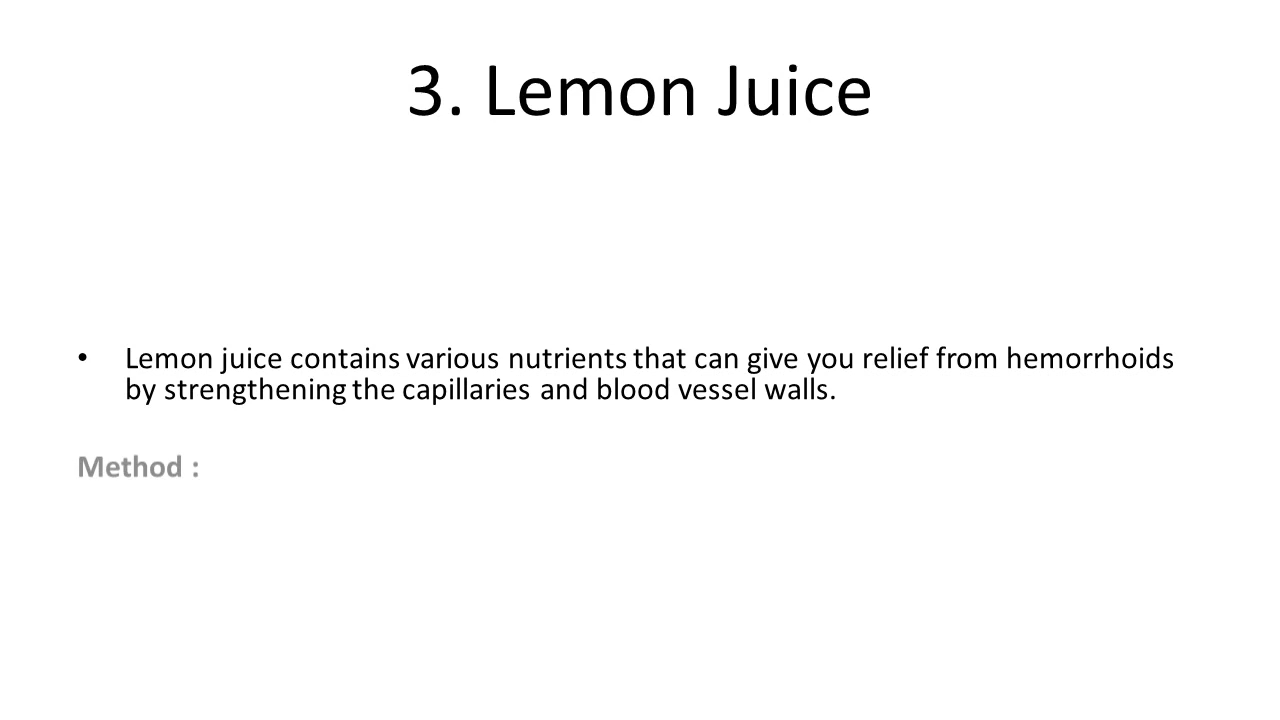 3. Lemon Juice
• Lemon juice contains various nutrients that can give you relief from hemorrhoids
by strengthening the capillaries and blood vessel walls.
Method :